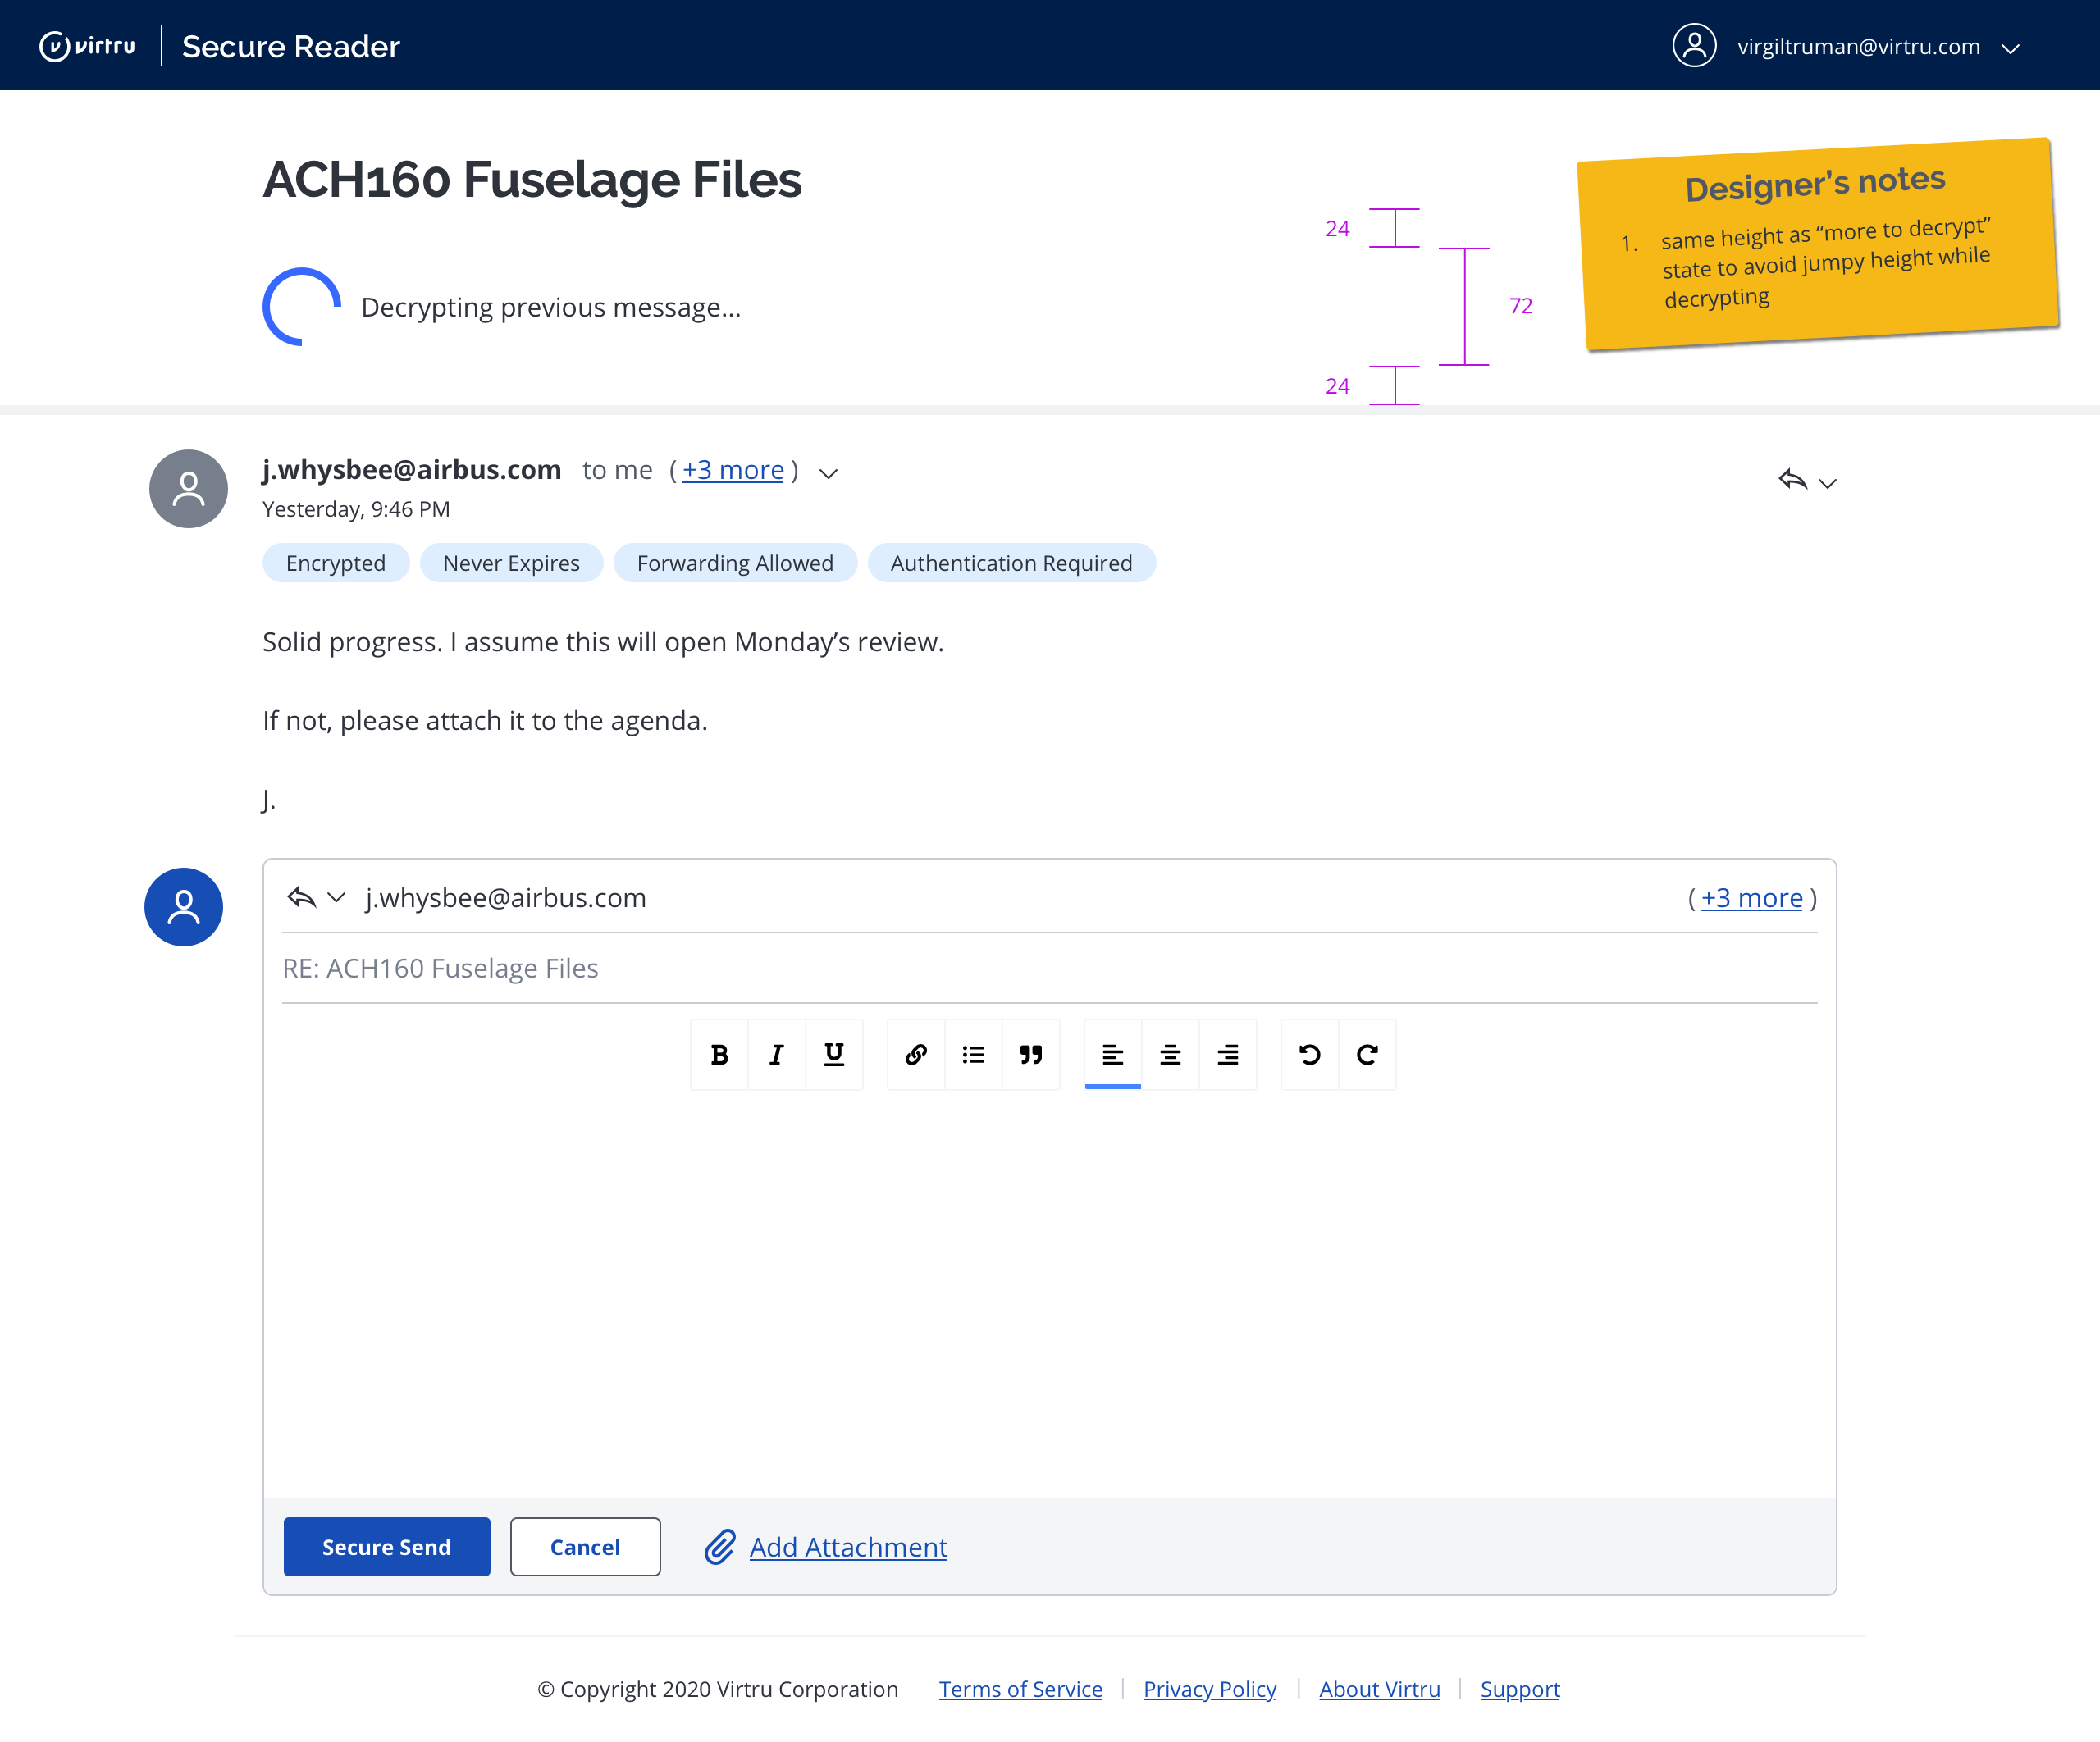 virtru
Secure Reader
virgiltruman@virtru.com
ACH160 Fuselage Files
Decrypting previous message...
24
72
24
Designer’s notes
1. same height as “more to decrypt”
state to avoid jumpy height while
decrypting
j.whysbee@airbus.com to me (+3 more)
Yesterday, 9:46 PM
Encrypted Never Expires Forwarding Allowed Authentication Required
Solid progress. I assume this will open Monday’s review.
If not, please attach it to the agenda.
J.
j.whysbee@airbus.com (+3 more)
RE: ACH160 Fuselage Files
B I U
Secure Send Cancel Add Attachment
© Copyright 2020 Virtru Corporation Terms of Service | Privacy Policy | About Virtru | Support